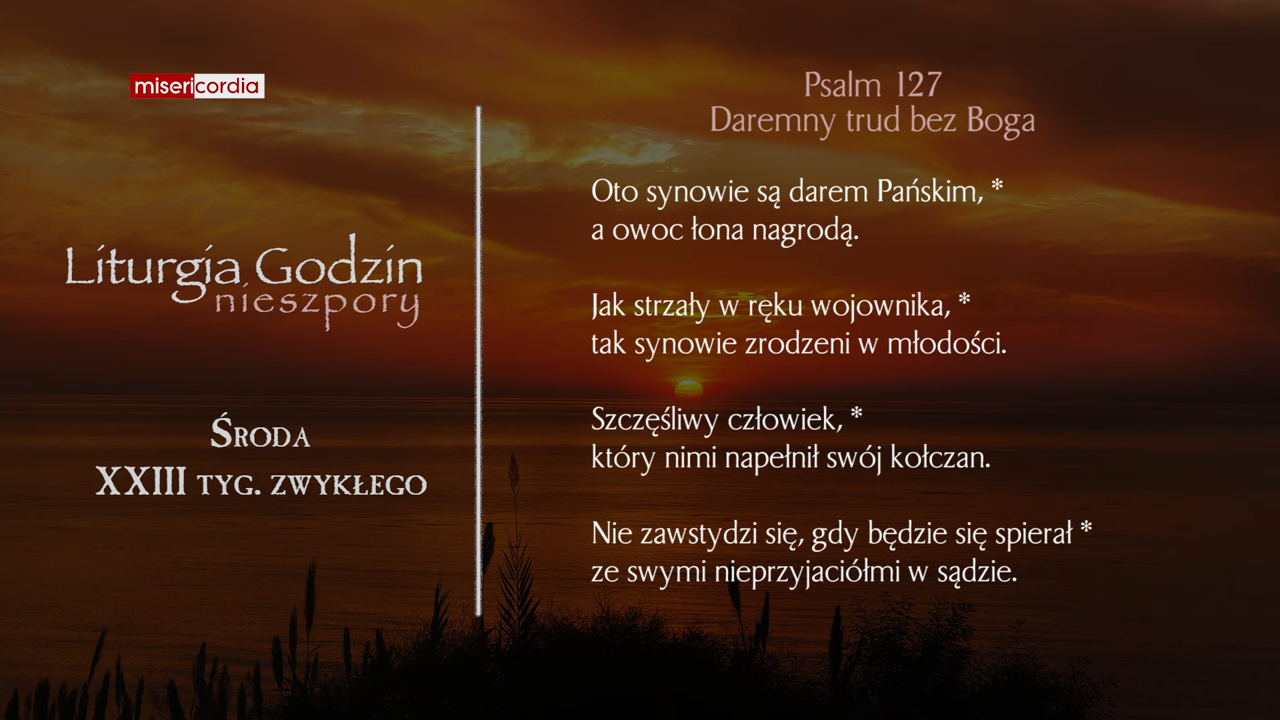 misericordia
Liturgia Godzin
nieszpory
Środa
XXIII tyg. zwykłego
Psalm 127
Daremny trud bez Boga
Oto synowie są darem Pańskim, *
a owoc łona nagrodą.
Jak strzały w ręku wojownika, *
tak synowie zrodzeni w młodości.
Szczęśliwy człowiek, *
który nimi napełnił swój kołczan.
Nie zawstydzi się, gdy będzie się spierał *
ze swymi nieprzyjaciółmi w sądzie.